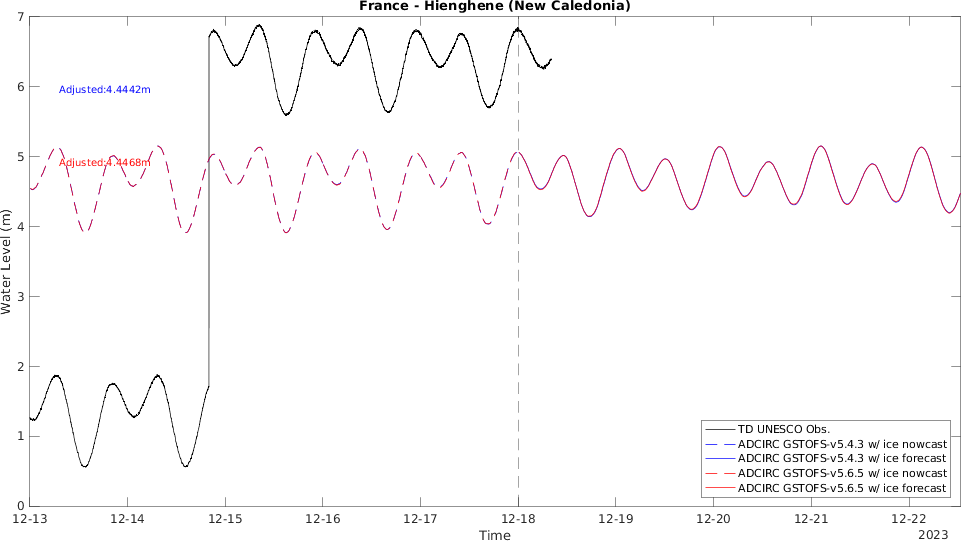 France - Hienghene (New Caledonia)
7
6
5
4
3
2
1
0
Water Level (m)
Adjusted:4.4442m
Adjusted:4.4468m
TD UNESCO Obs.
ADCIRC GSTOFS-v5.4.3 w/ ice nowcast
ADCIRC GSTOFS-v5.4.3 w/ ice forecast
ADCIRC GSTOFS-v5.6.5 w/ ice nowcast
ADCIRC GSTOFS-v5.6.5 w/ ice forecast
12-13 12-14 12-15 12-16 12-17 12-18 12-19 12-20 12-21 12-22
Time
2023